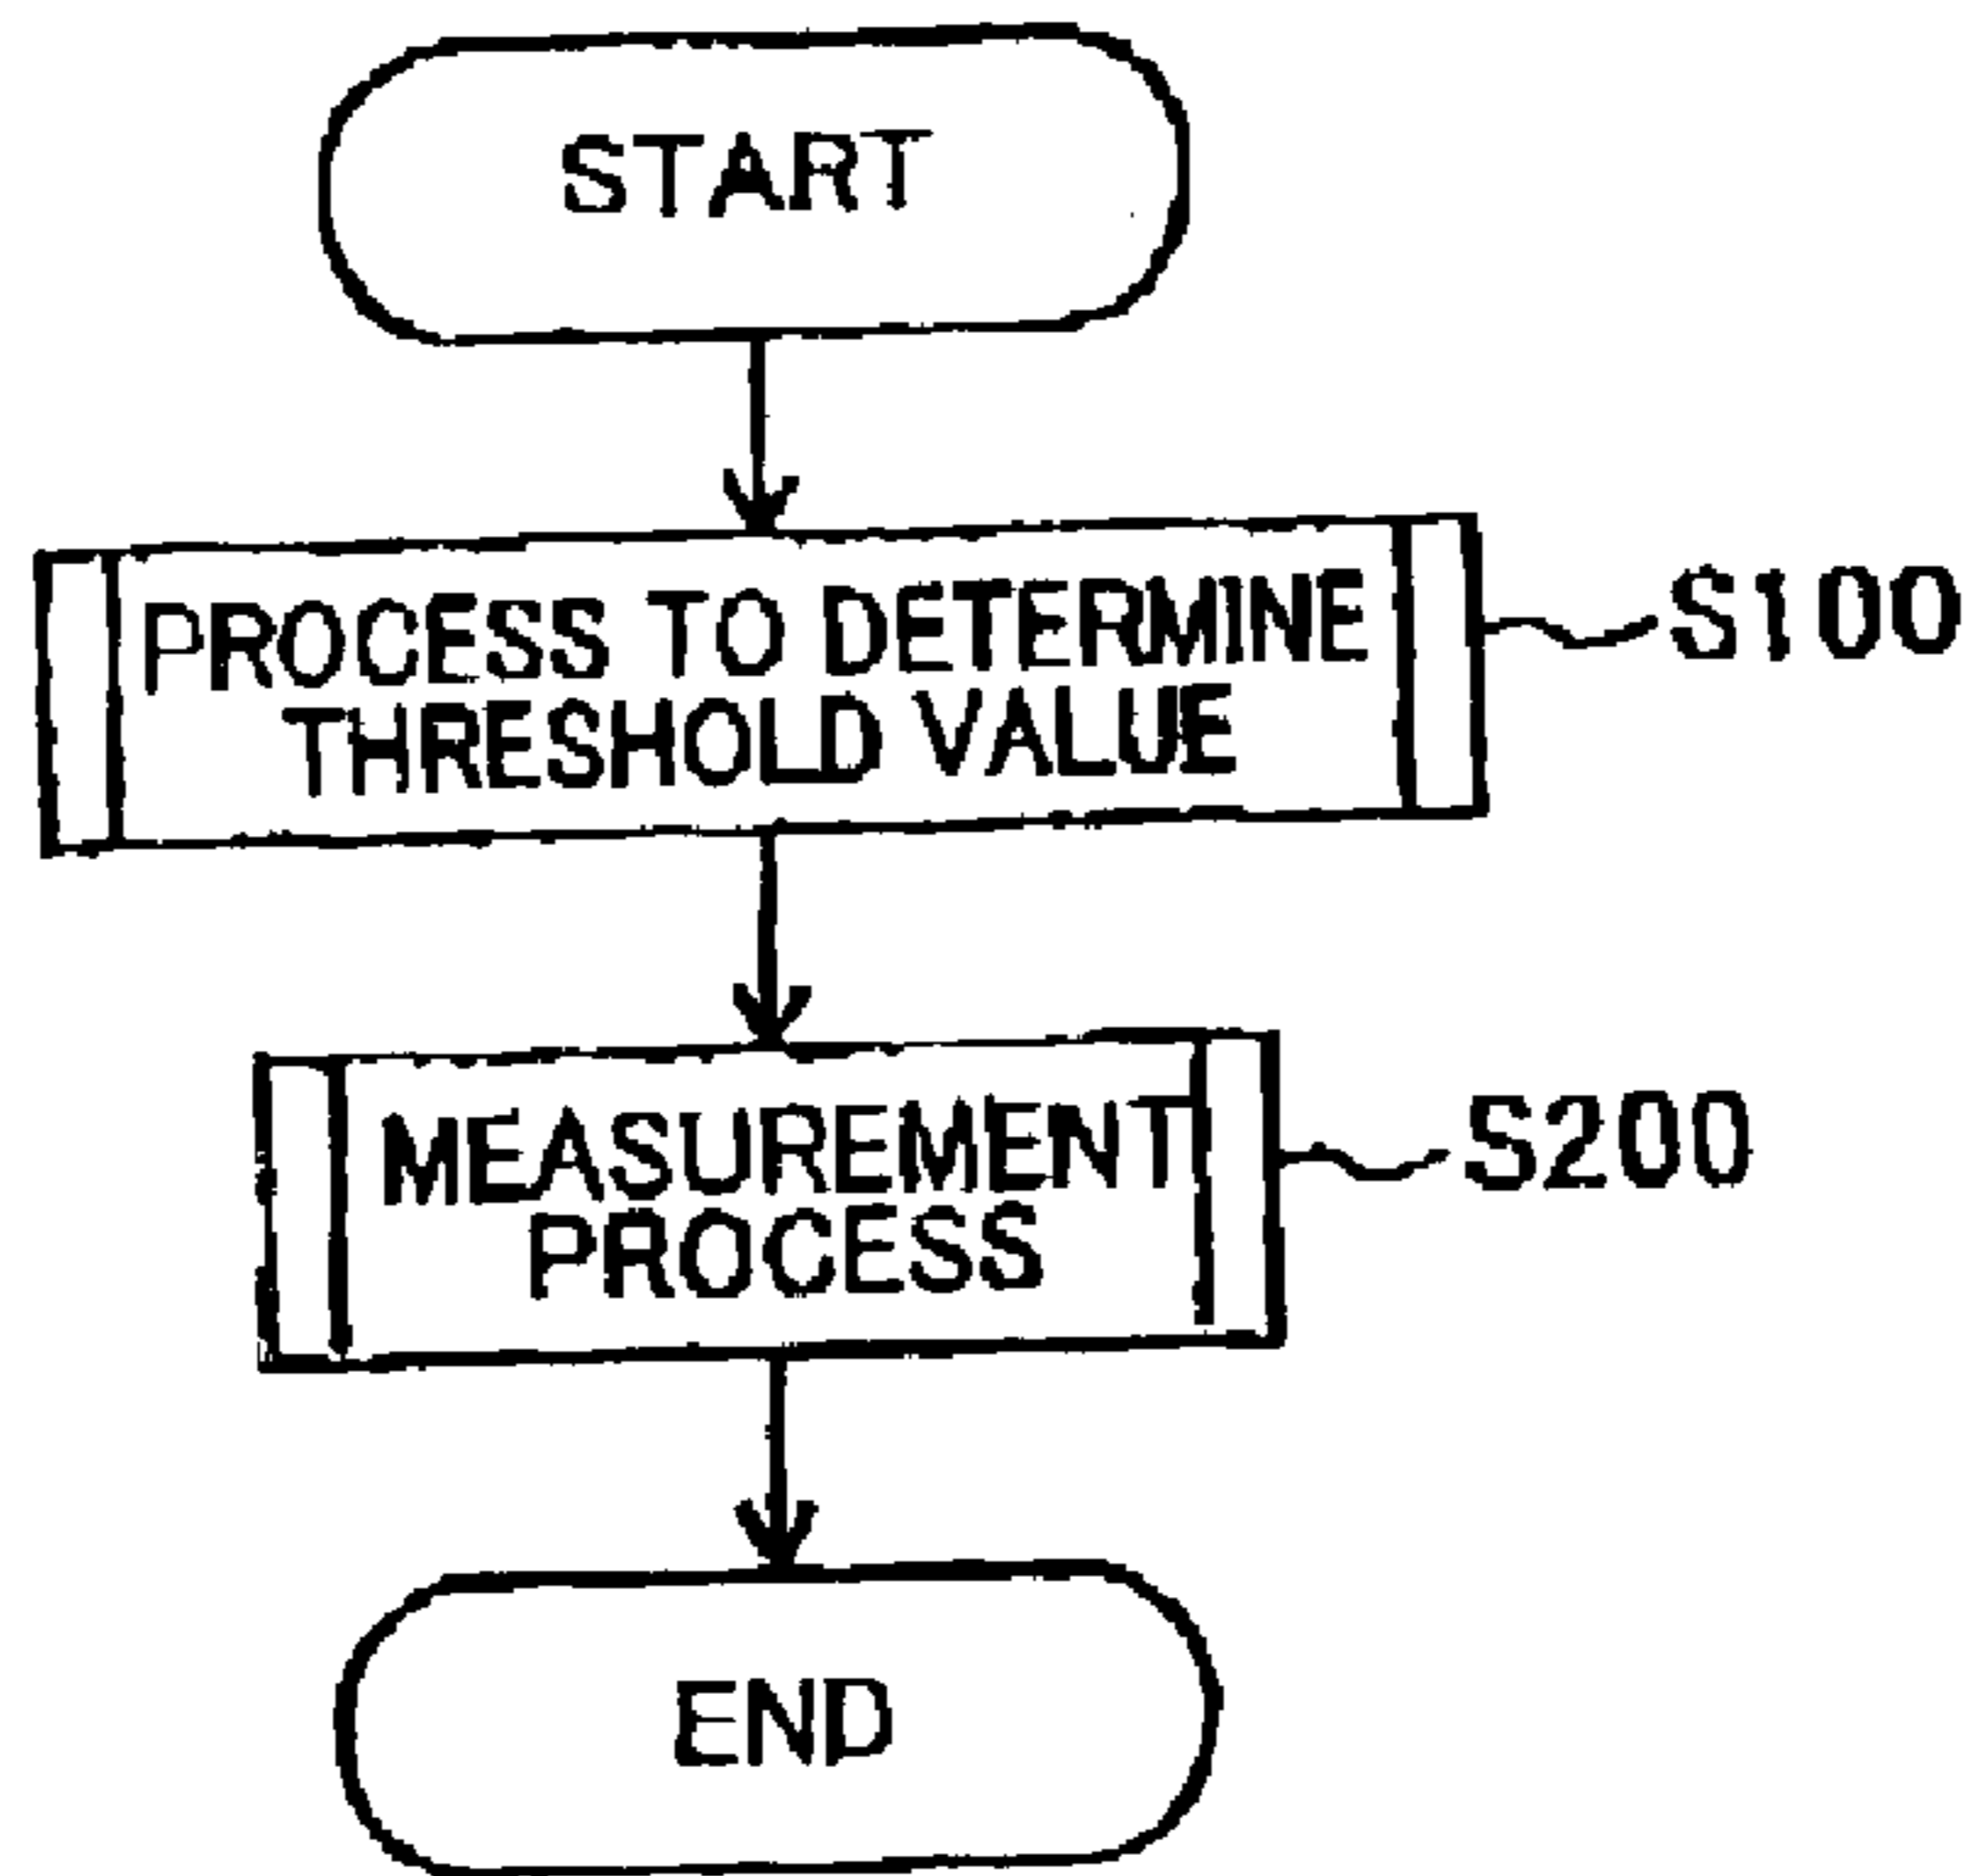 START
PROCESS TO DETERMINE
THRESHOLD VALUE
S100
MEASUREMENT
PROCESS
S200
END